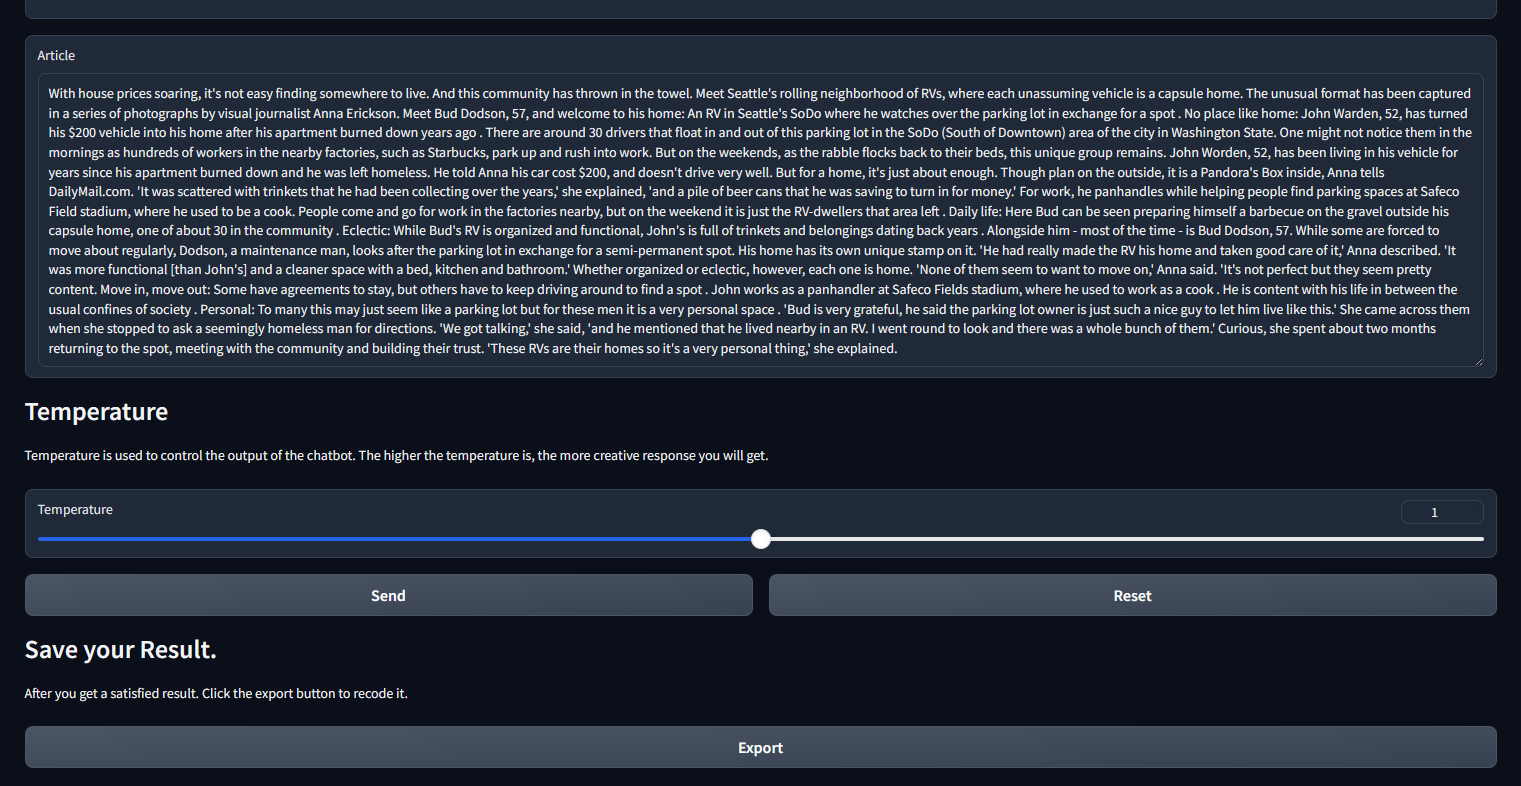 Article
With house prices soaring, it's not easy finding somewhere to live. And this community has thrown in the towel. Meet Seattle's rolling neighborhood of RVs, where each unassuming vehicle is a capsule home. The unusual format has been captured
in a series of photographs by visual journalist Anna Erickson. Meet Bud Dodson, 57, and welcome to his home: An RV in Seattle's SoDo where he watches over the parking lot in exchange for a spot . No place like home: John Warden, 52, has turned
his $200 vehicle into his home after his apartment burned down years ago . There are around 30 drivers that float in and out of this parking lot in the SoDo (South of Downtown) area of the city in Washington State. One might not notice them in the
mornings as hundreds of workers in the nearby factories, such as Starbucks, park up and rush into work. But on the weekends, as the rabble flocks back to their beds, this unique group remains. John Worden, 52, has been living in his vehicle for
years since his apartment burned down and he was left homeless. He told Anna his car cost $200, and doesn't drive very well. But for a home, it's just about enough. Though plan on the outside, it is a Pandora's Box inside, Anna tells
DailyMail.com. 'It was scattered with trinkets that he had been collecting over the years,' she explained, 'and a pile of beer cans that he was saving to turn in for money.' For work, he panhandles while helping people find parking spaces at Safeco
Field stadium, where he used to be a cook. People come and go for work in the factories nearby, but on the weekend it is just the RV-dwellers that area left . Daily life: Here Bud can be seen preparing himself a barbecue on the gravel outside his
capsule home, one of about 30 in the community . Eclectic: While Bud's RV is organized and functional, John's is full of trinkets and belongings dating back years . Alongside him - most of the time - is Bud Dodson, 57. While some are forced to
move about regularly, Dodson, a maintenance man, looks after the parking lot in exchange for a semi-permanent spot. His home has its own unique stamp on it. 'He had really made the RV his home and taken good care of it,' Anna described. 'It
was more functional [than John's] and a cleaner space with a bed, kitchen and bathroom.' Whether organized or eclectic, however, each one is home. 'None of them seem to want to move on,' Anna said. 'It's not perfect but they seem pretty
content. Move in, move out: Some have agreements to stay, but others have to keep driving around to find a spot . John works as a panhandler at Safeco Fields stadium, where he used to work as a cook . He is content with his life in between the
usual confines of society . Personal: To many this may just seem like a parking lot but for these men it is a very personal space . 'Bud is very grateful, he said the parking lot owner is just such a nice guy to let him live like this.' She came across them
when she stopped to ask a seemingly homeless man for directions. 'We got talking,' she said, 'and he mentioned that he lived nearby in an RV. I went round to look and there was a whole bunch of them.' Curious, she spent about two months
returning to the spot, meeting with the community and building their trust. 'These RVs are their homes so it's a very personal thing,' she explained.
Temperature
Temperature is used to control the output of the chatbot. The higher the temperature is, the more creative response you will get.
Temperature
1
Send
Reset
Save your Result.
After you get a satisfied result. Click the export button to recode it.
Export